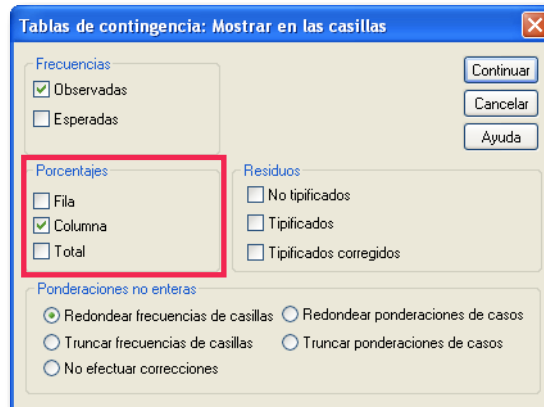 Tablas de contingencia: Mostrar en las casillas
Frecuencias
Observadas
Esperadas
Continuar
Cancelar
Ayuda
Porcentajes
Fila
Columna
Total
Residuos
No tipificados
Tipificados
Tipificados corregidos
Ponderaciones no enteras
Redondear frecuencias de casillas
Redondear ponderaciones de casos
Truncar frecuencias de casillas
Truncar ponderaciones de casos
No efectuar correcciones